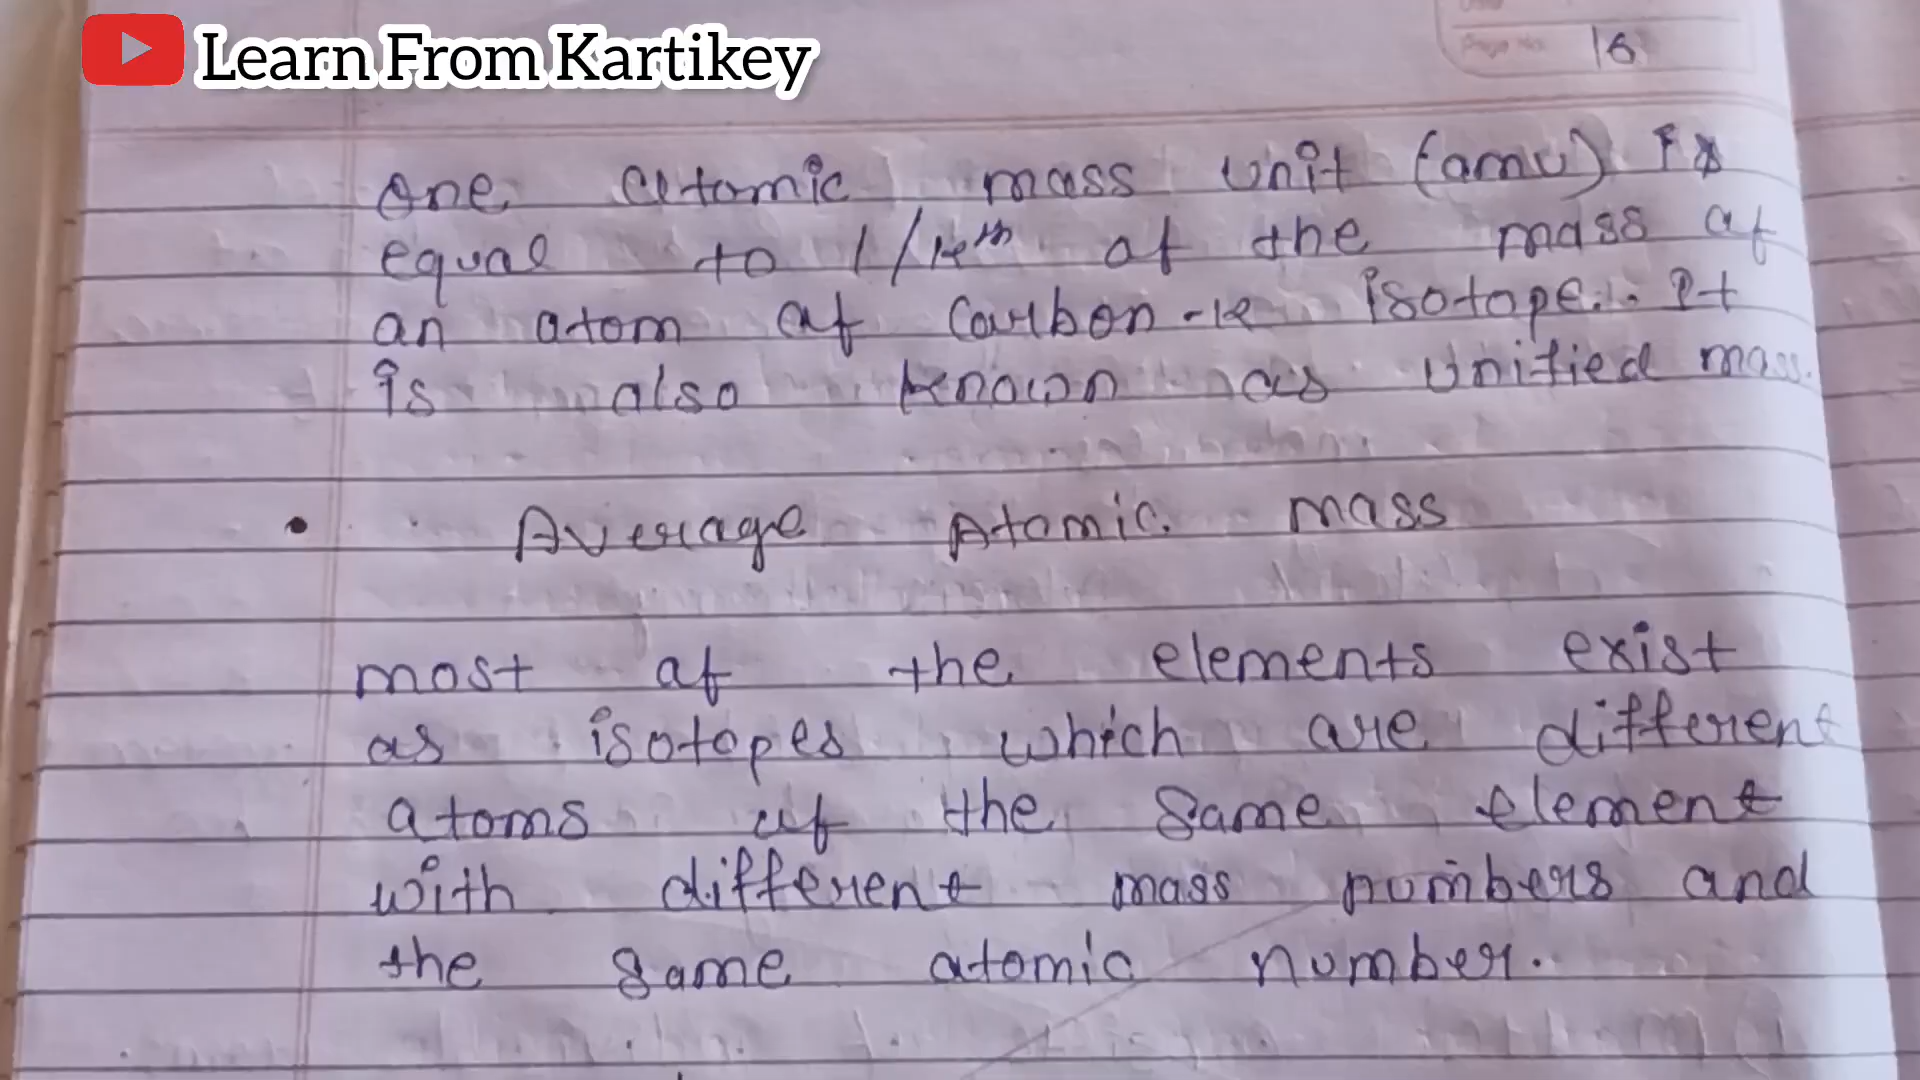 Learn From Kartikey
Page No. 16
One atomic mass unit (amu) is
equal to 1/12th of the mass of
an atom of Carbon-12 isotope. It
is also known as unified mass.
• Average Atomic mass
most of the elements exist
as isotopes which are different
atoms of the same element
with different mass numbers and
the same atomic number.